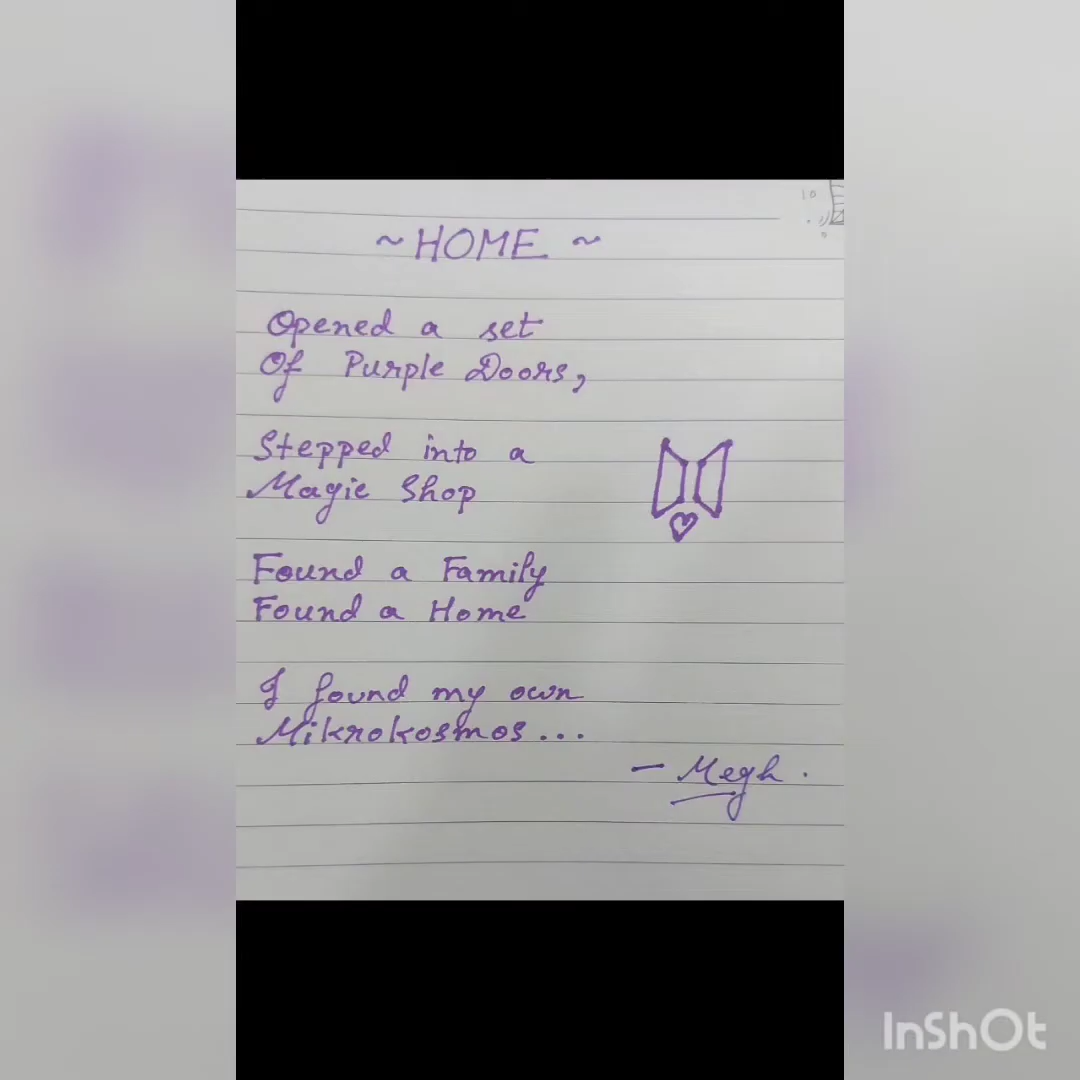 ~ HOME ~
Opened a set
Of Purple Doors,
Stepped into a
Magic Shop
Found a Family
Found a Home
I found my own
Mikrokosmos...
- Megh.
InShOt